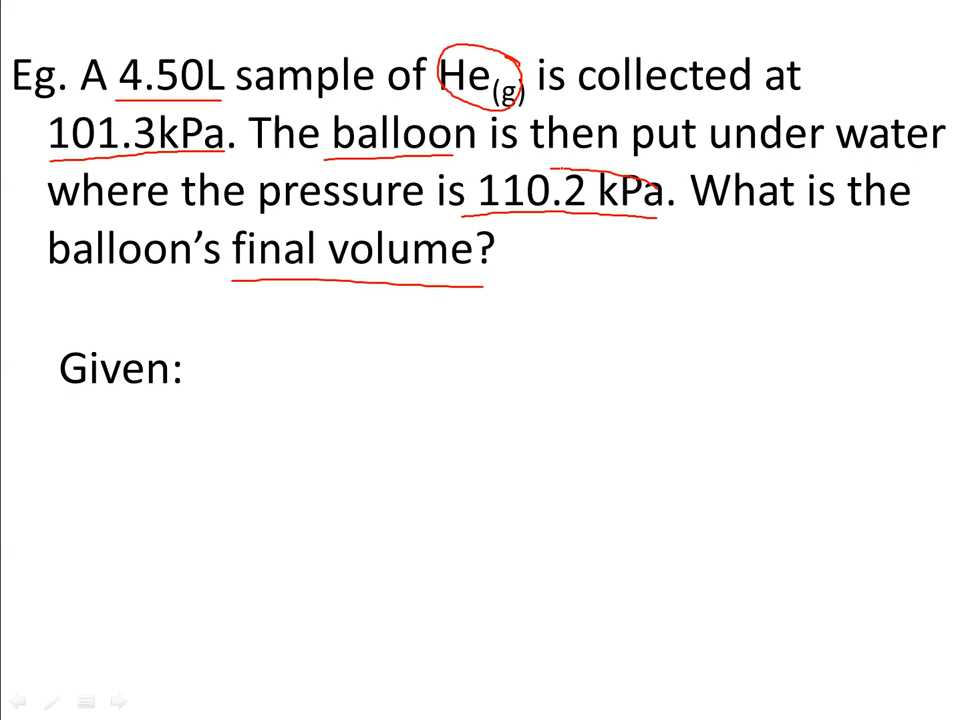 Eg. A 4.50L sample of He(g) is collected at
101.3kPa. The balloon is then put under water
where the pressure is 110.2 kPa. What is the
balloon’s final volume?
Given: